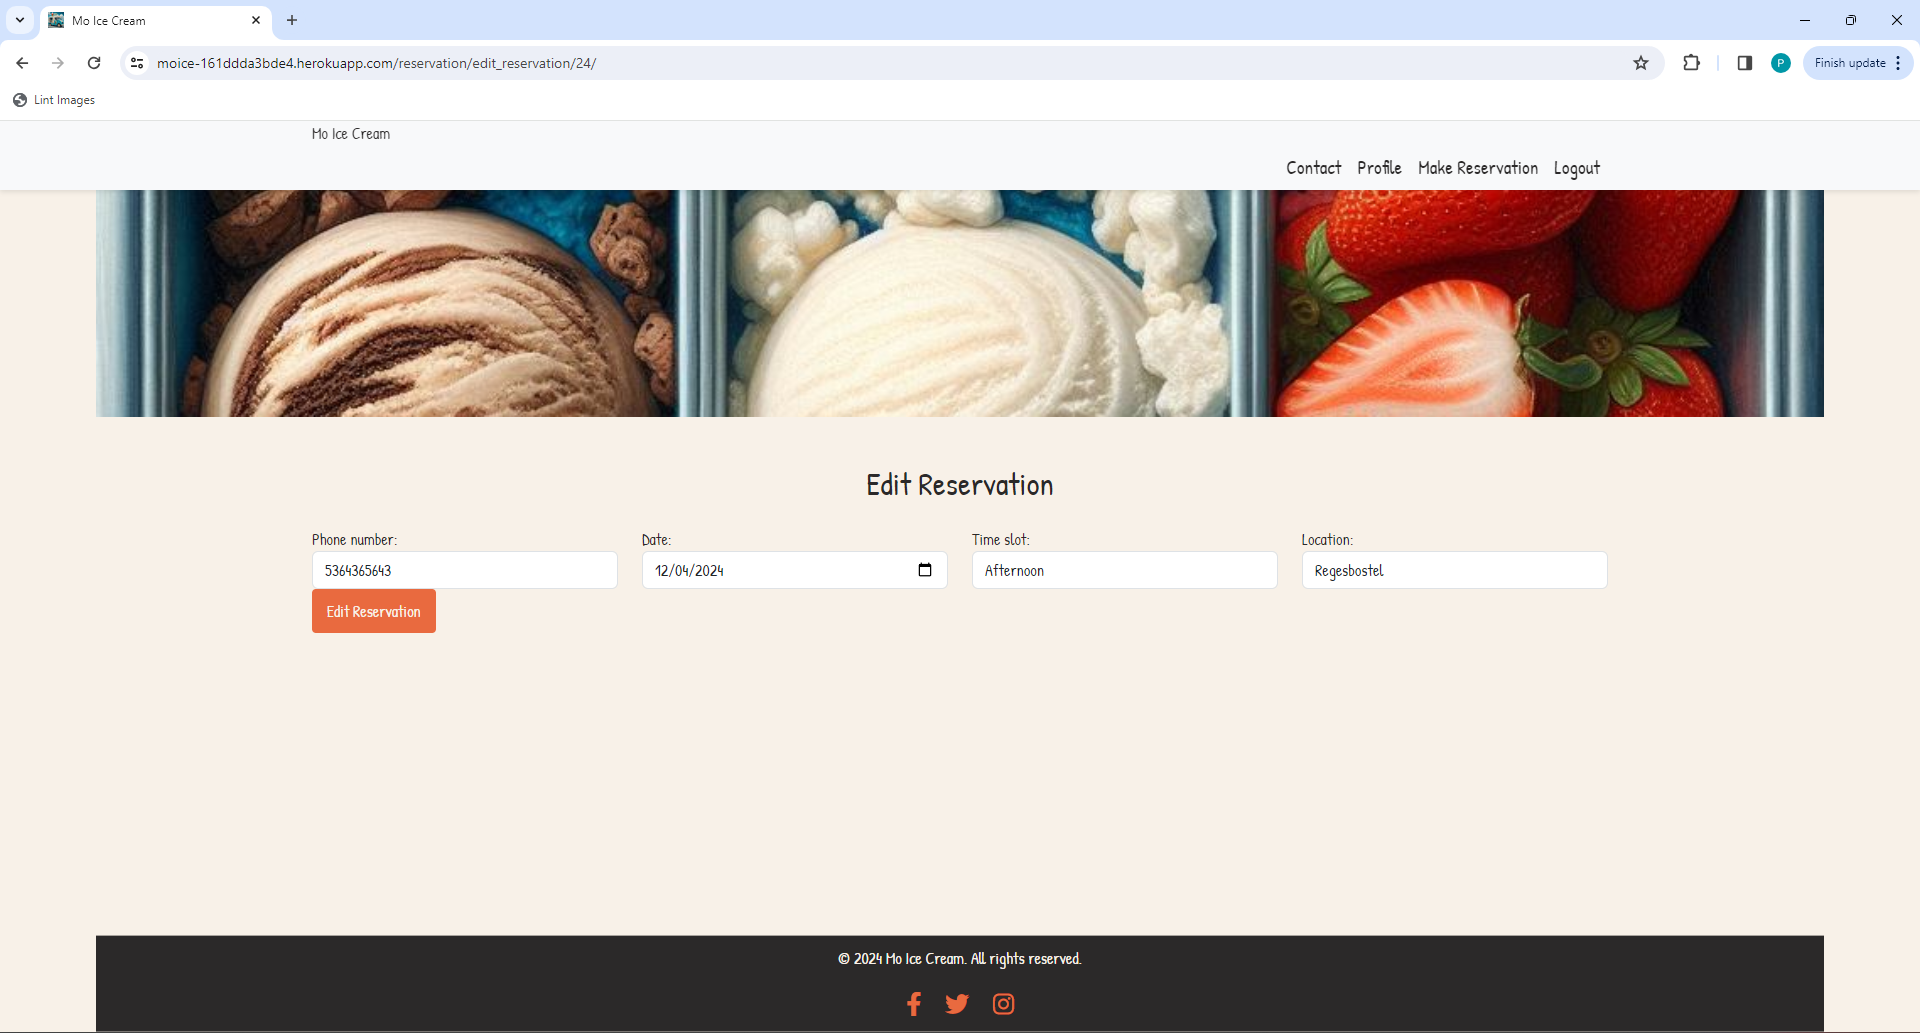 Mo Ice Cream
moice-161ddda3bde4.herokuapp.com/reservation/edit_reservation/24/
P
Finish update
Lint Images
Mo Ice Cream
Contact Profile Make Reservation Logout
Edit Reservation
Phone number: Date: Time slot: Location:
5364365643 12/04/2024 Afternoon Regesbostel
Edit Reservation
© 2024 Mo Ice Cream. All rights reserved.